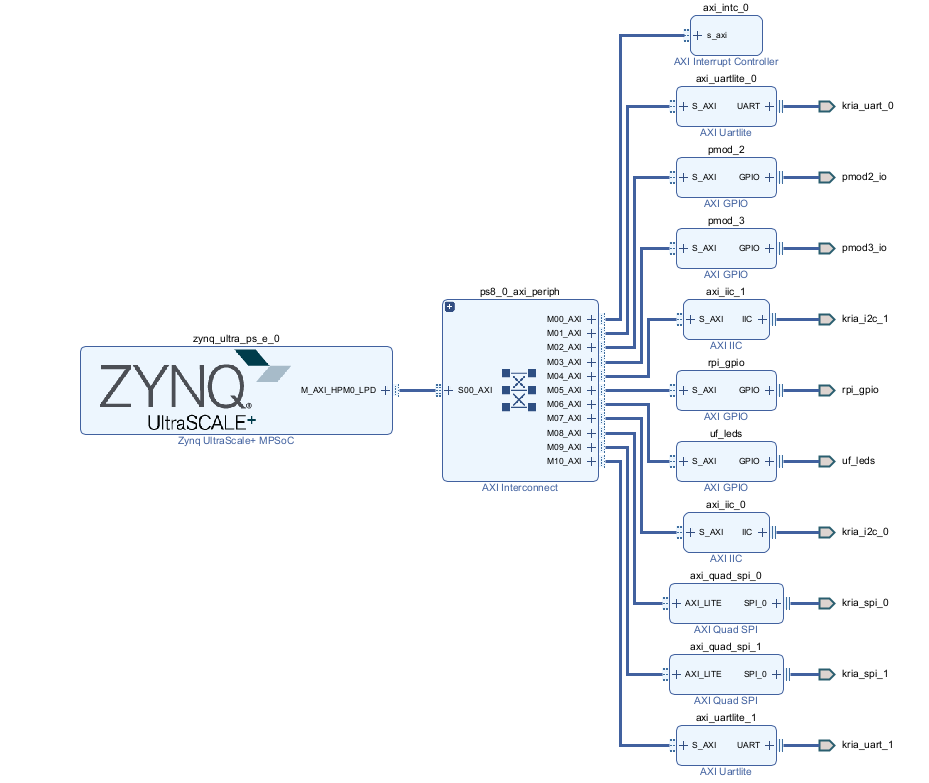 axi_intc_0
s_axi
AXI Interrupt Controller
axi_uartlite_0
S_AXI UART kria_uart_0
AXI Uartlite
pmod_2
S_AXI GPIO pmod2_io
AXI GPIO
pmod_3
S_AXI GPIO pmod3_io
AXI GPIO
axi_iic_1
S_AXI IIC kria_i2c_1
AXI IIC
rpi_gpio
S_AXI GPIO rpi_gpio
AXI GPIO
uf_leds
S_AXI GPIO uf_leds
AXI GPIO
axi_iic_0
S_AXI IIC kria_i2c_0
AXI IIC
axi_quad_spi_0
AXI_LITE SPI_0 kria_spi_0
AXI Quad SPI
axi_quad_spi_1
AXI_LITE SPI_0 kria_spi_1
AXI Quad SPI
axi_uartlite_1
S_AXI UART kria_uart_1
AXI Uartlite
ps8_0_axi_periph
S00_AXI
M00_AXI
M01_AXI
M02_AXI
M03_AXI
M04_AXI
M05_AXI
M06_AXI
M07_AXI
M08_AXI
M09_AXI
M10_AXI
AXI Interconnect
zynq_ultra_ps_e_0
ZYNQ®
UltraSCALE+
M_AXI_HPM0_LPD
Zynq UltraScale+ MPSoC